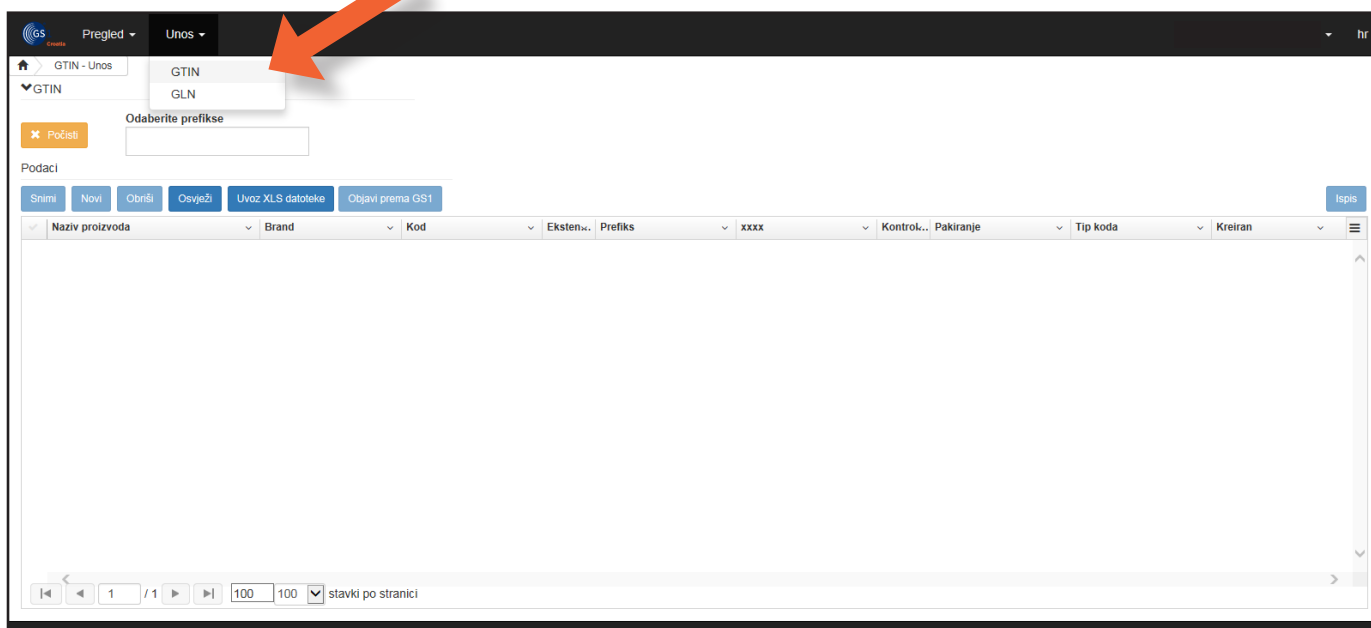 GS Croatia Pregled Unos hr
GTIN - Unos
GTIN
GLN
GTIN
Odaberite prefikse
Počisti
Podaci
Snimi Novi Obriši Osvježi Uvoz XLS datoteke Objavi prema GS1 Ispis
Naziv proizvoda Brand Kod Eksten... Prefiks xxxx Kontrol... Pakiranje Tip koda Kreiran
1 / 1 100 100 stavki po stranici